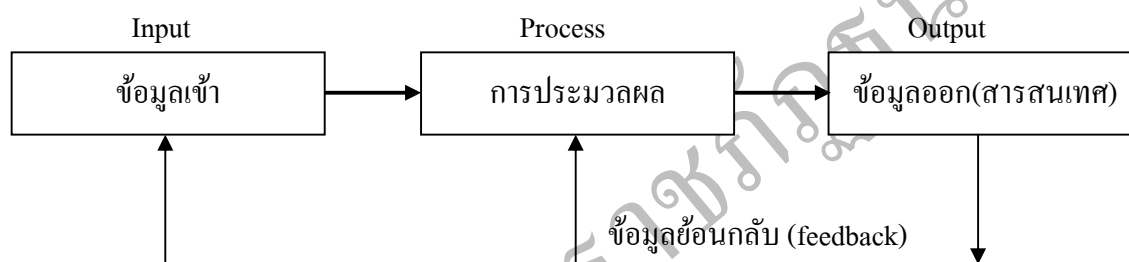 Input Process Output
ข้อมูลเข้า การประมวลผล ข้อมูลออก(สารสนเทศ)
ข้อมูลย้อนกลับ (feedback)